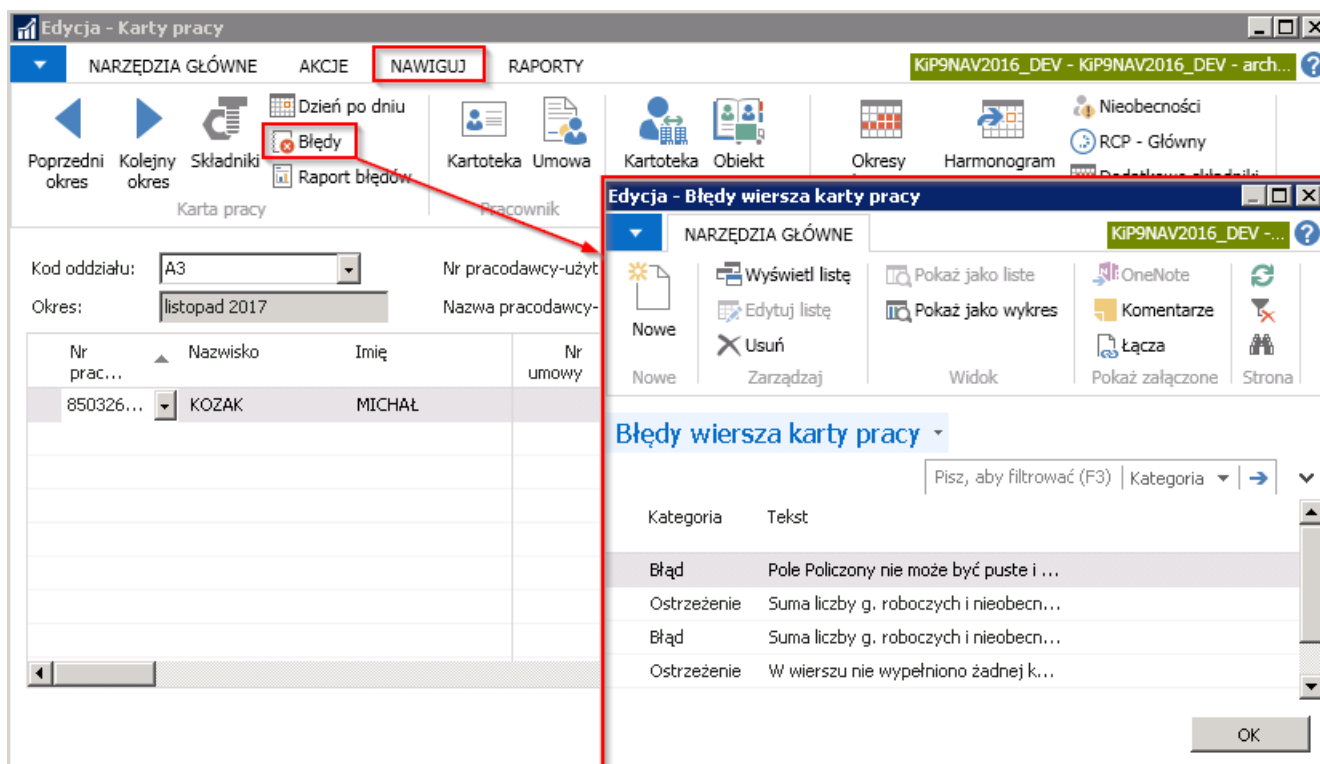 Edycja - Karty pracy
NARZĘDZIA GŁÓWNE AKCJE NAWIGUJ RAPORTY KiP9NAV2016_DEV - KiP9NAV2016_DEV - arch... ?
Poprzedni okres Kolejny okres Składniki Dzień po dniu
Błędy
Raport błędów
Karta pracy
Kartoteka Umowa
Pracownik
Kartoteka Obiekt
Okresy Harmonogram
Nieobecności
RCP - Główny
Dodatkowe składniki
Kod oddziału: A3 Nr pracodawcy-użyt
Okres: listopad 2017 Nazwa pracodawcy-
Nr prac... Nazwisko Imię Nr umowy
850326... KOZAK MICHAŁ
Edycja - Błędy wiersza karty pracy
NARZĘDZIA GŁÓWNE KiP9NAV2016_DEV -... ?
Nowe
Wyświetl listę
Edytuj listę
Usuń
Pokaż jako liste
Pokaż jako wykres
OneNote
Komentarze
Łącza
Nowe Zarządzaj Widok Pokaż załączone Strona
Błędy wiersza karty pracy
Pisz, aby filtrować (F3) Kategoria
Kategoria Tekst
Błąd Pole Policzony nie może być puste i ...
Ostrzeżenie Suma liczby g. roboczych i nieobecn...
Błąd Suma liczby g. roboczych i nieobecn...
Ostrzeżenie W wierszu nie wypełniono żadnej k...
OK